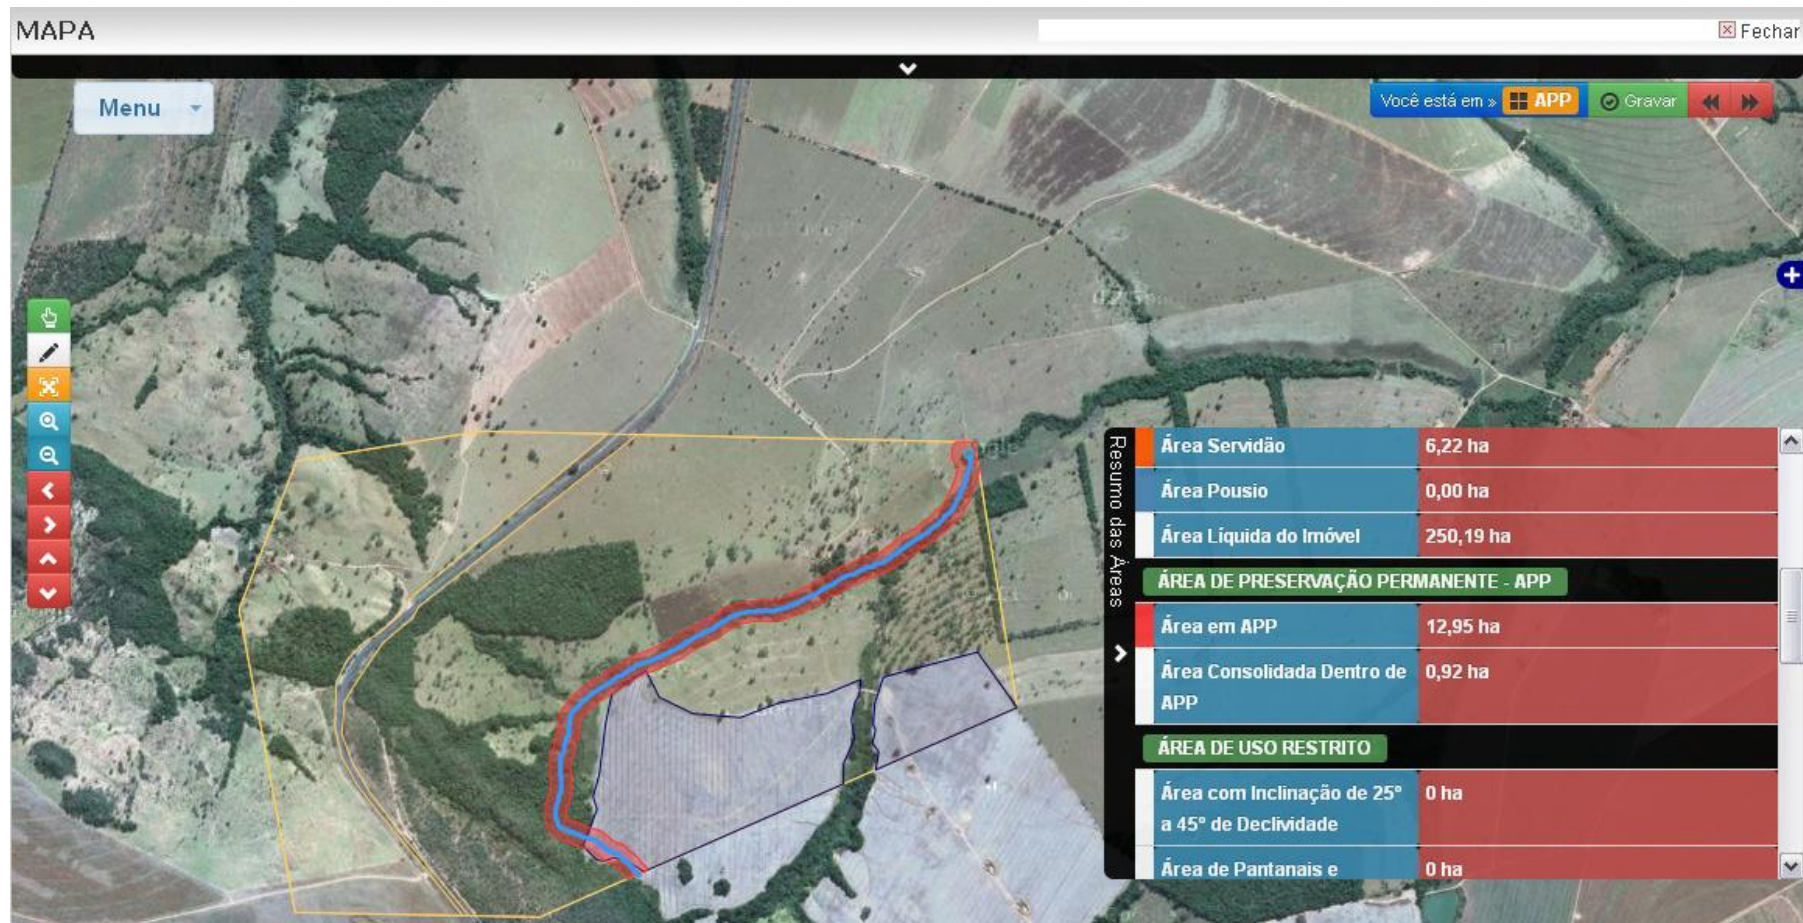 MAPA
Fechar
Menu
Você está em » APP Gravar
Resumo das Áreas
Área Servidão 6,22 ha
Área Pousio 0,00 ha
Área Líquida do Imóvel 250,19 ha
ÁREA DE PRESERVAÇÃO PERMANENTE - APP
Área em APP 12,95 ha
Área Consolidada Dentro de 0,92 ha
APP
ÁREA DE USO RESTRITO
Área com Inclinação de 25° 0 ha
a 45° de Declividade
Área de Pantanais e 0 ha